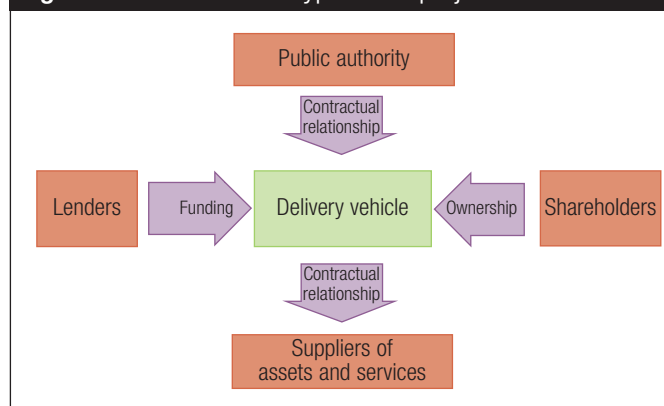 Public authority
Contractual
relationship
Lenders
Funding
Delivery vehicle
Ownership
Shareholders
Contractual
relationship
Suppliers of
assets and services